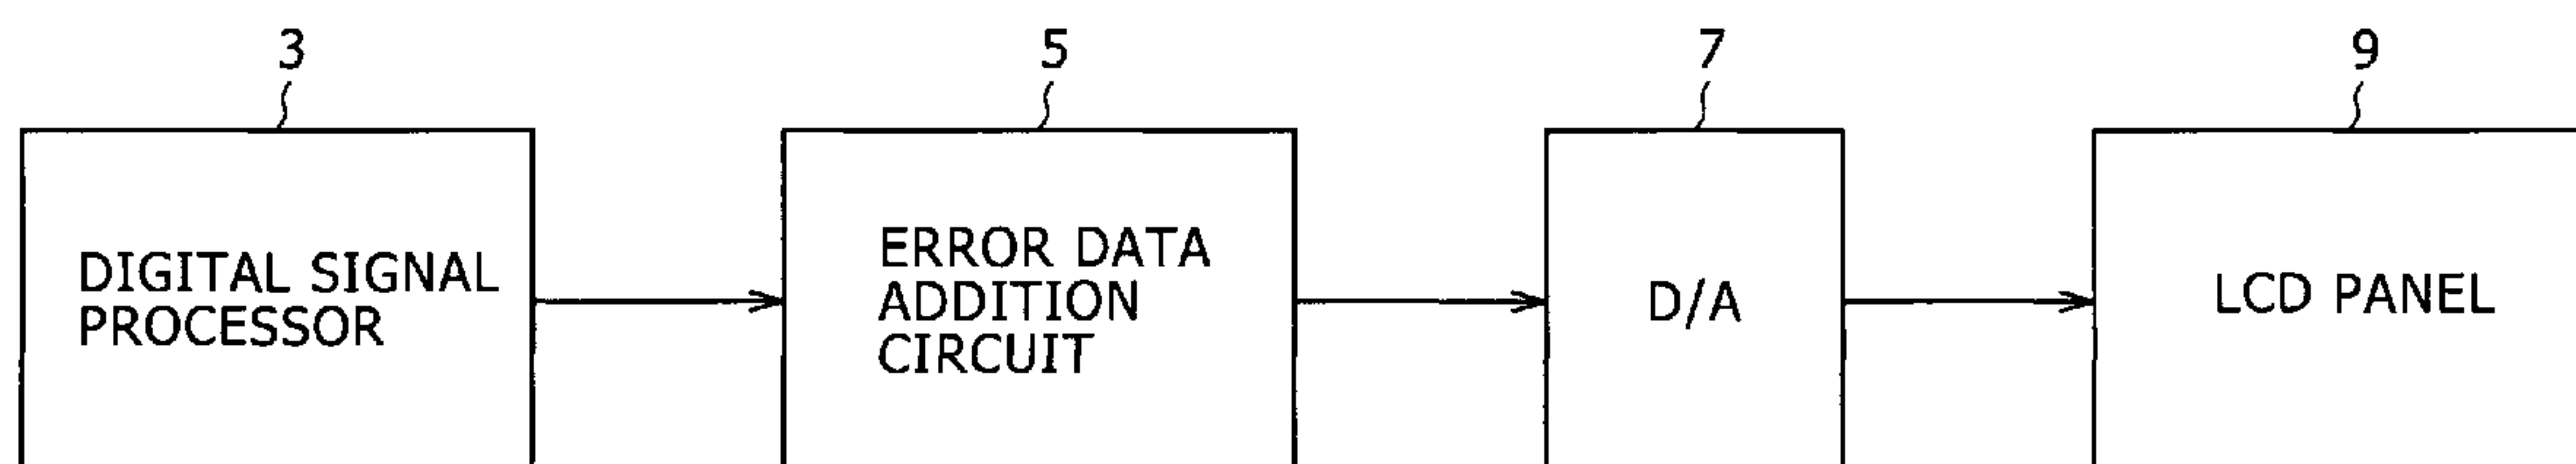 3
5
7
9
DIGITAL SIGNAL
PROCESSOR
ERROR DATA
ADDITION
CIRCUIT
D/A
LCD PANEL